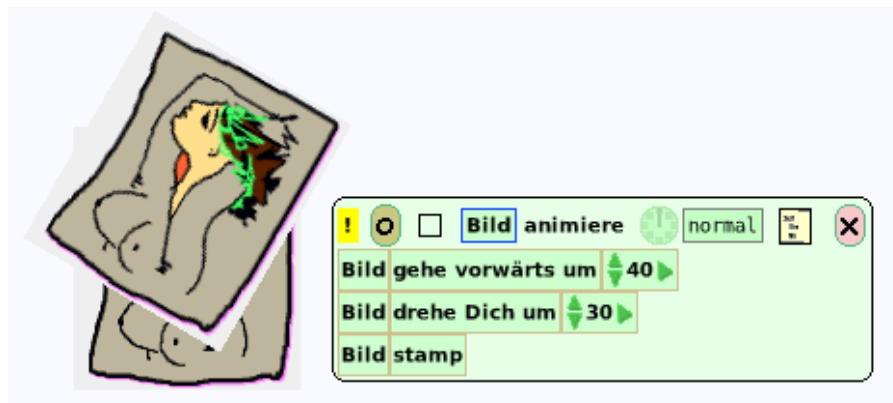 ! Bild animiere normal
Bild gehe vorwärts um 40
Bild drehe Dich um 30
Bild stamp